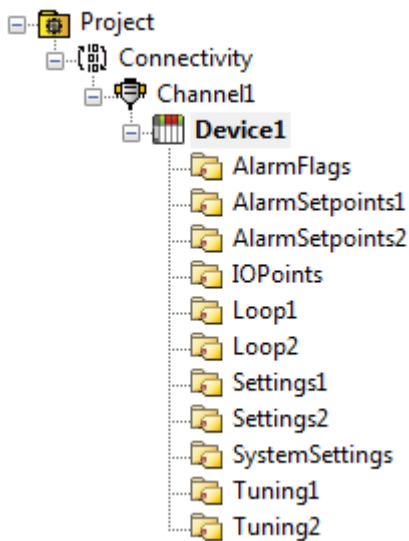 Project
Connectivity
Channel1
Device1
AlarmFlags
AlarmSetpoints1
AlarmSetpoints2
IOPoints
Loop1
Loop2
Settings1
Settings2
SystemSettings
Tuning1
Tuning2